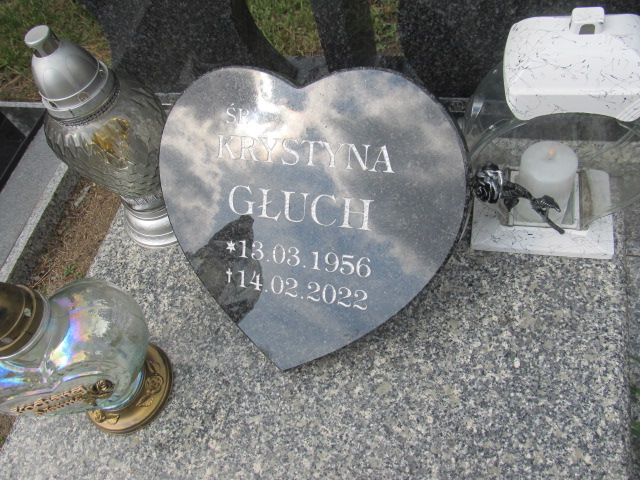 ŚP.
KRYSTYNA
GŁUCH
*13.03.1956
†14.02.2022